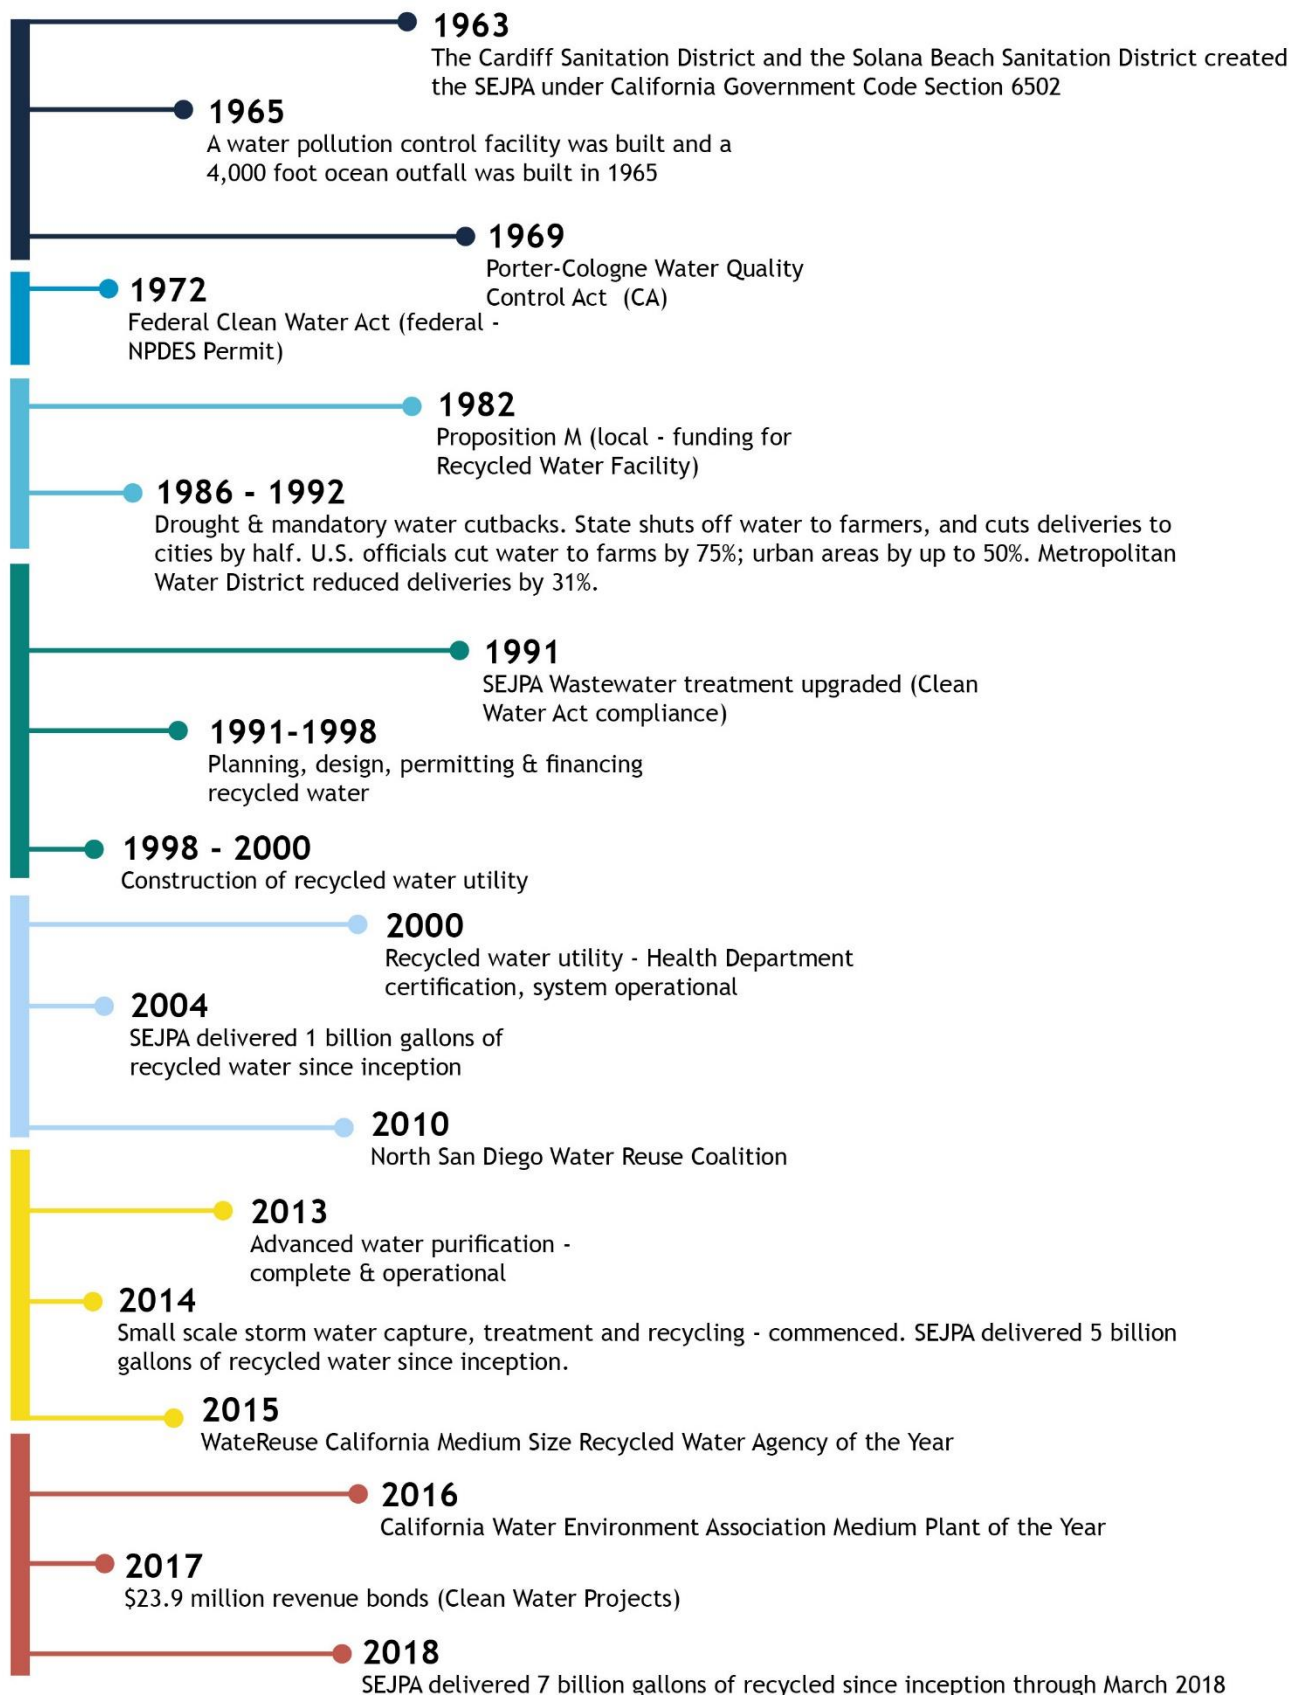 1963
The Cardiff Sanitation District and the Solana Beach Sanitation District created
the SEJPA under California Government Code Section 6502
1965
A water pollution control facility was built and a
4,000 foot ocean outfall was built in 1965
1969
Porter-Cologne Water Quality
Control Act (CA)
1972
Federal Clean Water Act (federal -
NPDES Permit)
1982
Proposition M (local - funding for
Recycled Water Facility)
1986 - 1992
Drought & mandatory water cutbacks. State shuts off water to farmers, and cuts deliveries to
cities by half. U.S. officials cut water to farms by 75%; urban areas by up to 50%. Metropolitan
Water District reduced deliveries by 31%.
1991
SEJPA Wastewater treatment upgraded (Clean
Water Act compliance)
1991-1998
Planning, design, permitting & financing
recycled water
1998 - 2000
Construction of recycled water utility
2000
Recycled water utility - Health Department
certification, system operational
2004
SEJPA delivered 1 billion gallons of
recycled water since inception
2010
North San Diego Water Reuse Coalition
2013
Advanced water purification -
complete & operational
2014
Small scale storm water capture, treatment and recycling - commenced. SEJPA delivered 5 billion
gallons of recycled water since inception.
2015
WateReuse California Medium Size Recycled Water Agency of the Year
2016
California Water Environment Association Medium Plant of the Year
2017
$23.9 million revenue bonds (Clean Water Projects)
2018
SEJPA delivered 7 billion gallons of recycled since inception through March 2018